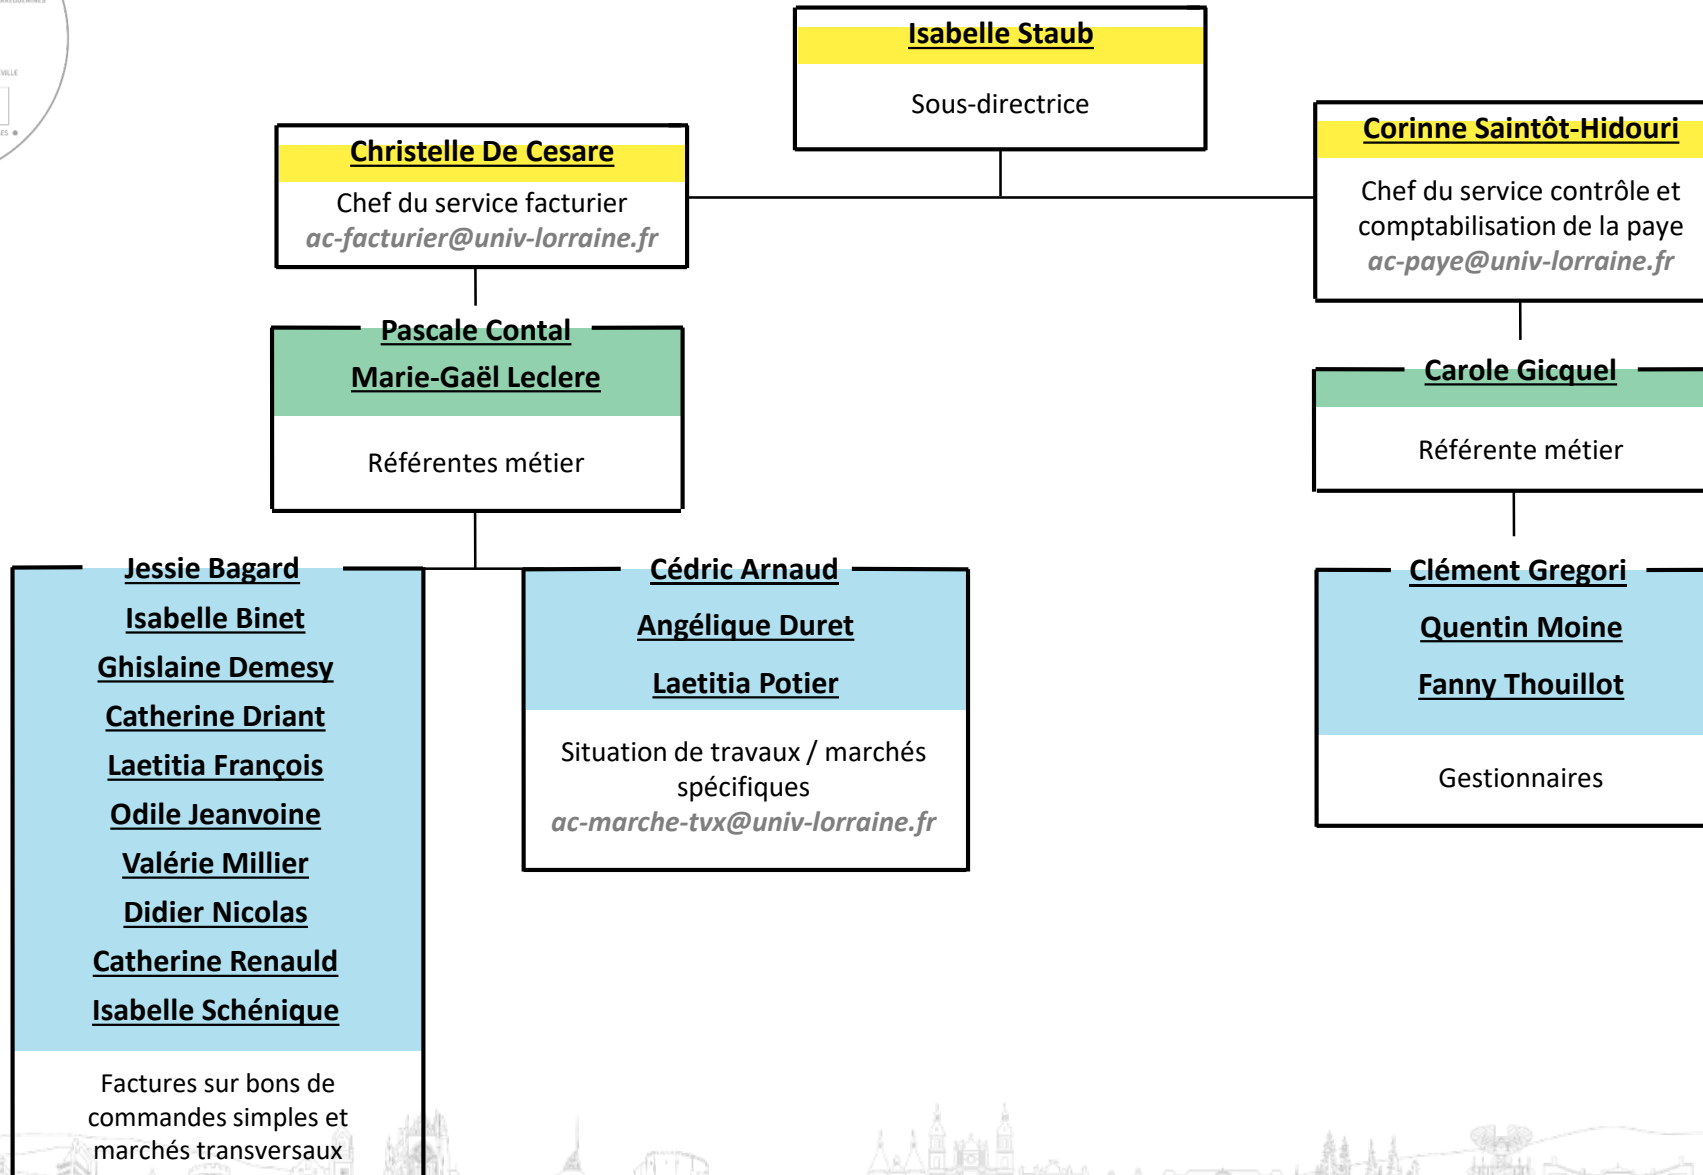 Isabelle Staub
Sous-directrice
Christelle De Cesare
Chef du service facturier
ac-facturier@univ-lorraine.fr
Corinne Saintôt-Hidouri
Chef du service contrôle et
comptabilisation de la paye
ac-paye@univ-lorraine.fr
Pascale Contal
Marie-Gaël Leclere
Référentes métier
Carole Gicquel
Référente métier
Jessie Bagard
Isabelle Binet
Ghislaine Demesy
Catherine Driant
Laetitia François
Odile Jeanvoine
Valérie Millier
Didier Nicolas
Catherine Renauld
Isabelle Schénique
Factures sur bons de
commandes simples et
marchés transversaux
Cédric Arnaud
Angélique Duret
Laetitia Potier
Situation de travaux / marchés
spécifiques
ac-marche-tvx@univ-lorraine.fr
Clément Gregori
Quentin Moine
Fanny Thouillot
Gestionnaires